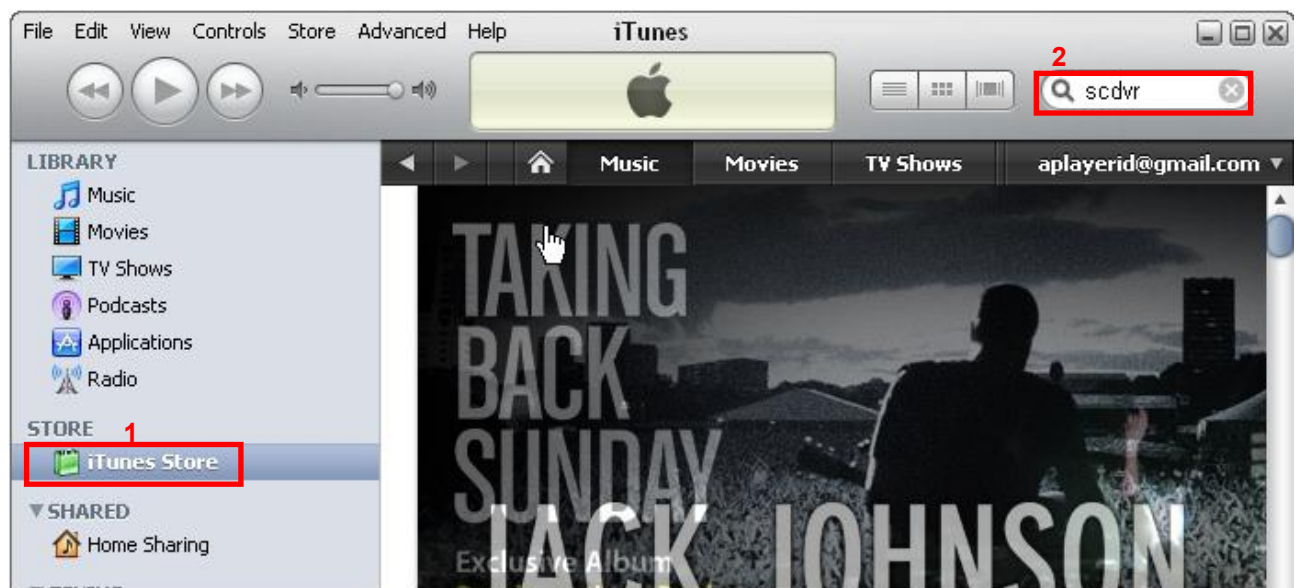 File Edit View Controls Store Advanced Help iTunes
2
scdvr
LIBRARY
Music Movies TV Shows aplayerid@gmail.com
Music
Movies
TV Shows
Podcasts
Applications
Radio
STORE
1
iTunes Store
SHARED
Home Sharing
TAKING
BACK
SUNDAY
JACK JOHNSON
Exclusive Album